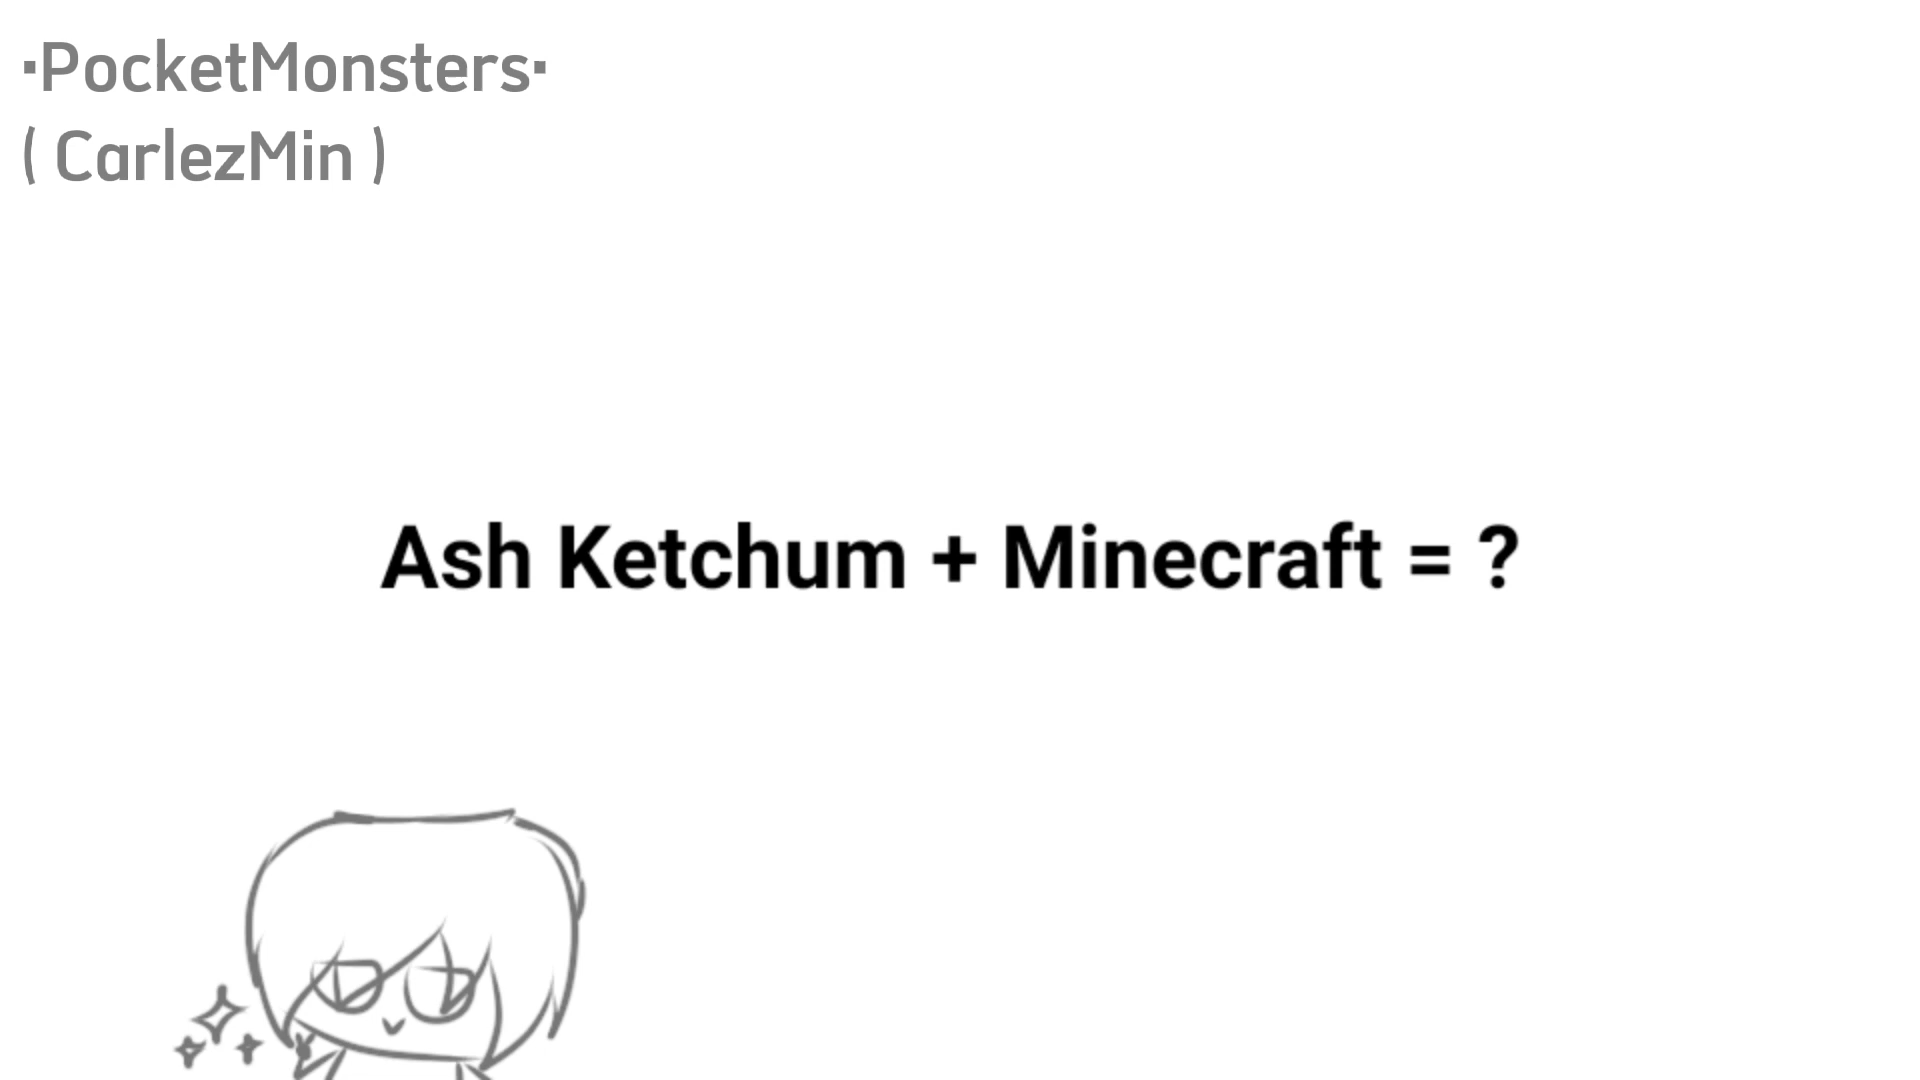 ·PocketMonsters·
( CarlezMin )
Ash Ketchum + Minecraft = ?